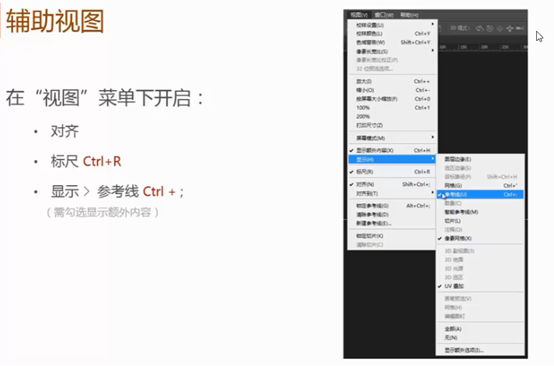 辅助视图
在“视图”菜单下开启：
• 对齐
• 标尺 Ctrl+R
• 显示 > 参考线 Ctrl + ;
（需勾选显示额外内容）
视图(V) 窗口(W) 帮助(H)
3D 模式:
校样设置(U)
校样颜色(L) Ctrl+Y
色域警告(W) Shift+Ctrl+Y
像素长宽比(S)
像素长宽比校正(P)
32 位预览选项...
放大(I) Ctrl++
缩小(O) Ctrl+-
按屏幕大小缩放(F) Ctrl+0
100% Ctrl+1
200%
打印尺寸(Z)
屏幕模式(M)
✓ 显示额外内容(X) Ctrl+H
显示(H)
✓ 标尺(R) Ctrl+R
✓ 对齐(N) Shift+Ctrl+;
对齐到(T)
锁定参考线(G) Alt+Ctrl+;
清除参考线(D)
新建参考线(E)...
锁定切片(K)
清除切片(C)
图层边缘(E)
选区边缘(S)
目标路径(P) Shift+Ctrl+H
网格(G) Ctrl+'
✓ 参考线(U) Ctrl+;
数量(C)
智能参考线(M)
切片(L)
注释(O)
✓ 像素网格(X)
3D 副视图(3)
3D 地面
3D 光源
3D 选区
✓ UV 叠加
画笔预览(V)
网格(H)
编辑图钉
全部(A)
无(N)
显示额外选项(I)...